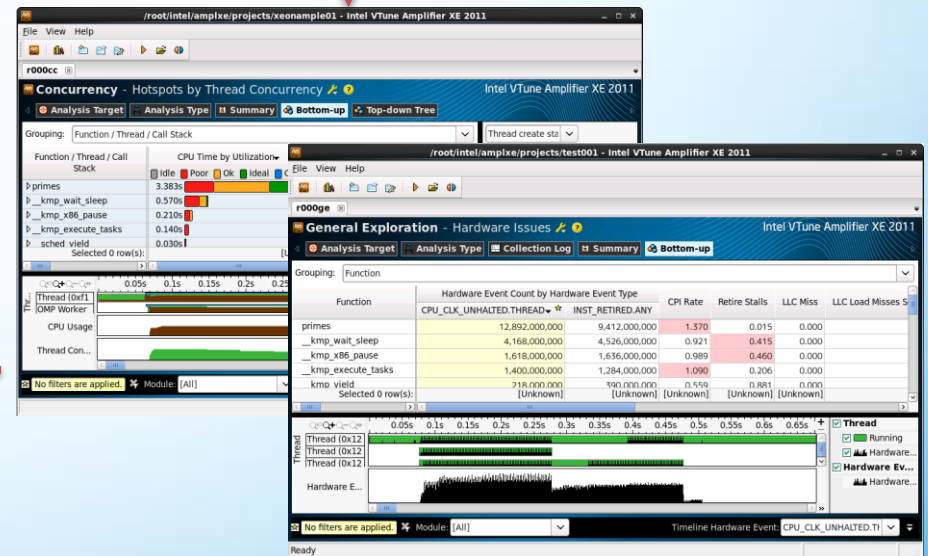 /root/intel/amplxe/projects/xeonample01 - Intel VTune Amplifier XE 2011
File View Help
r000cc
Concurrency - Hotspots by Thread Concurrency
Intel VTune Amplifier XE 2011
Analysis Target Analysis Type Summary Bottom-up Top-down Tree
Grouping: Function / Thread / Call Stack
Thread create sta
Function / Thread / Call Stack
CPU Time by Utilization
Idle Poor Ok Ideal
primes 3.383s
__kmp_wait_sleep 0.570s
__kmp_x86_pause 0.210s
__kmp_execute_tasks 0.140s
sched_yield 0.030s
Selected 0 row(s):
0.05s 0.1s 0.15s 0.2s 0.25
Thread (0xf1
OMP Worker
CPU Usage
Thread Con...
No filters are applied. Module: [All]
/root/intel/amplxe/projects/test001 - Intel VTune Amplifier XE 2011
File View Help
r000ge
General Exploration - Hardware Issues
Intel VTune Amplifier XE 2011
Analysis Target Analysis Type Collection Log Summary Bottom-up
Grouping: Function
Function
Hardware Event Count by Hardware Event Type
CPU_CLK_UNHALTED.THREAD INST_RETIRED.ANY
CPI Rate Retire Stalls LLC Miss LLC Load Misses S
primes 12,892,000,000 9,412,000,000 1.370 0.015 0.000
__kmp_wait_sleep 4,168,000,000 4,526,000,000 0.921 0.415 0.000
__kmp_x86_pause 1,618,000,000 1,636,000,000 0.989 0.460 0.000
__kmp_execute_tasks 1,400,000,000 1,284,000,000 1.090 0.206 0.000
kmp_yield 218,000,000 390,000,000 0.559 0.881 0.000
Selected 0 row(s): [Unknown] [Unknown] [Unknown] [Unknown] [Unknown]
0.05s 0.1s 0.15s 0.2s 0.25s 0.3s 0.35s 0.4s 0.45s 0.5s 0.55s 0.6s 0.65s
Thread
Thread (0x12
Thread (0x12
Thread (0x12
Hardware E...
Thread
Running
Hardware...
Hardware Ev...
Hardware...
No filters are applied. Module: [All]
Timeline Hardware Event: CPU_CLK_UNHALTED.TH
Ready